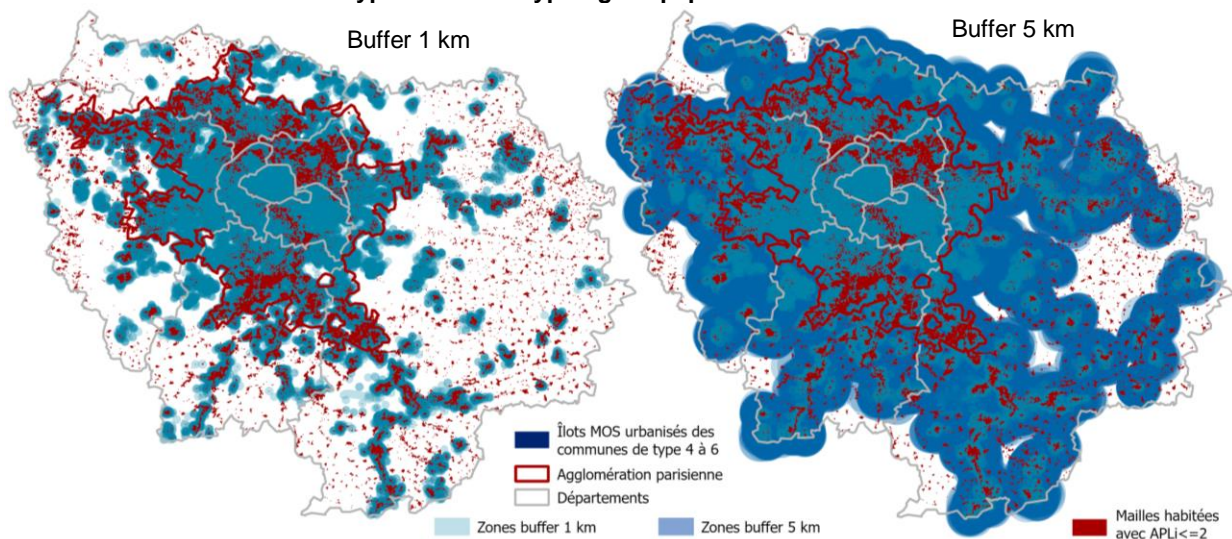 Buffer 1 km
Buffer 5 km
Îlots MOS urbanisés des
communes de type 4 à 6
Agglomération parisienne
Départements
Zones buffer 1 km
Zones buffer 5 km
Mailles habitées
avec APLi<=2